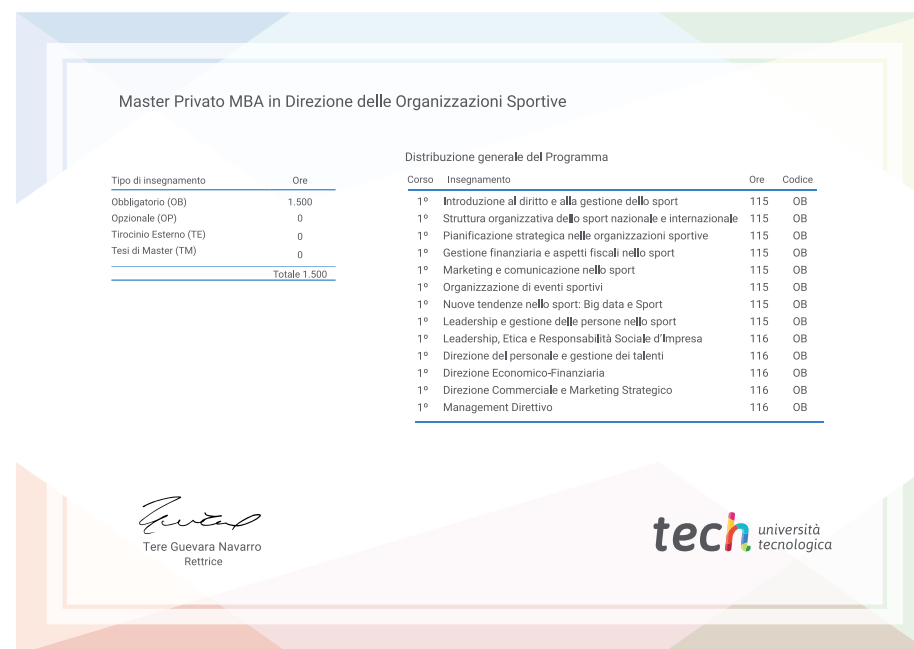 Master Privato MBA in Direzione delle Organizzazioni Sportive
Tipo di insegnamento Ore
Obbligatorio (OB) 1.500
Opzionale (OP) 0
Tirocinio Esterno (TE) 0
Tesi di Master (TM) 0
Totale 1.500
Distribuzione generale del Programma
Corso Insegnamento Ore Codice
1º Introduzione al diritto e alla gestione dello sport 115 OB
1º Struttura organizzativa dello sport nazionale e internazionale 115 OB
1º Pianificazione strategica nelle organizzazioni sportive 115 OB
1º Gestione finanziaria e aspetti fiscali nello sport 115 OB
1º Marketing e comunicazione nello sport 115 OB
1º Organizzazione di eventi sportivi 115 OB
1º Nuove tendenze nello sport: Big data e Sport 115 OB
1º Leadership e gestione delle persone nello sport 115 OB
1º Leadership, Etica e Responsabilità Sociale d'Impresa 116 OB
1º Direzione del personale e gestione dei talenti 116 OB
1º Direzione Economico-Finanziaria 116 OB
1º Direzione Commerciale e Marketing Strategico 116 OB
1º Management Direttivo 116 OB
Tere Guevara Navarro
Rettrice
tech università
tecnologica